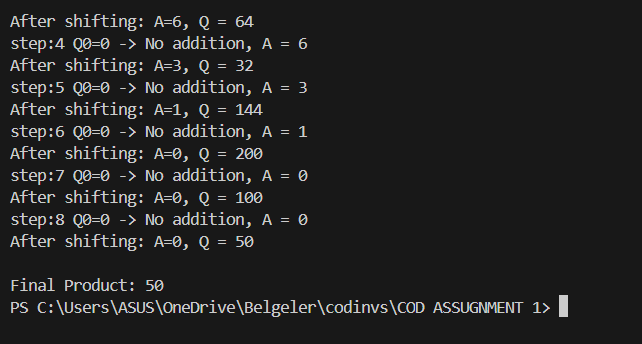 After shifting: A=6, Q = 64
step:4 Q0=0 -> No addition, A = 6
After shifting: A=3, Q = 32
step:5 Q0=0 -> No addition, A = 3
After shifting: A=1, Q = 144
step:6 Q0=0 -> No addition, A = 1
After shifting: A=0, Q = 200
step:7 Q0=0 -> No addition, A = 0
After shifting: A=0, Q = 100
step:8 Q0=0 -> No addition, A = 0
After shifting: A=0, Q = 50
Final Product: 50
PS C:\Users\ASUS\OneDrive\Belgeler\codinvs\COD ASSUGNMENT 1>